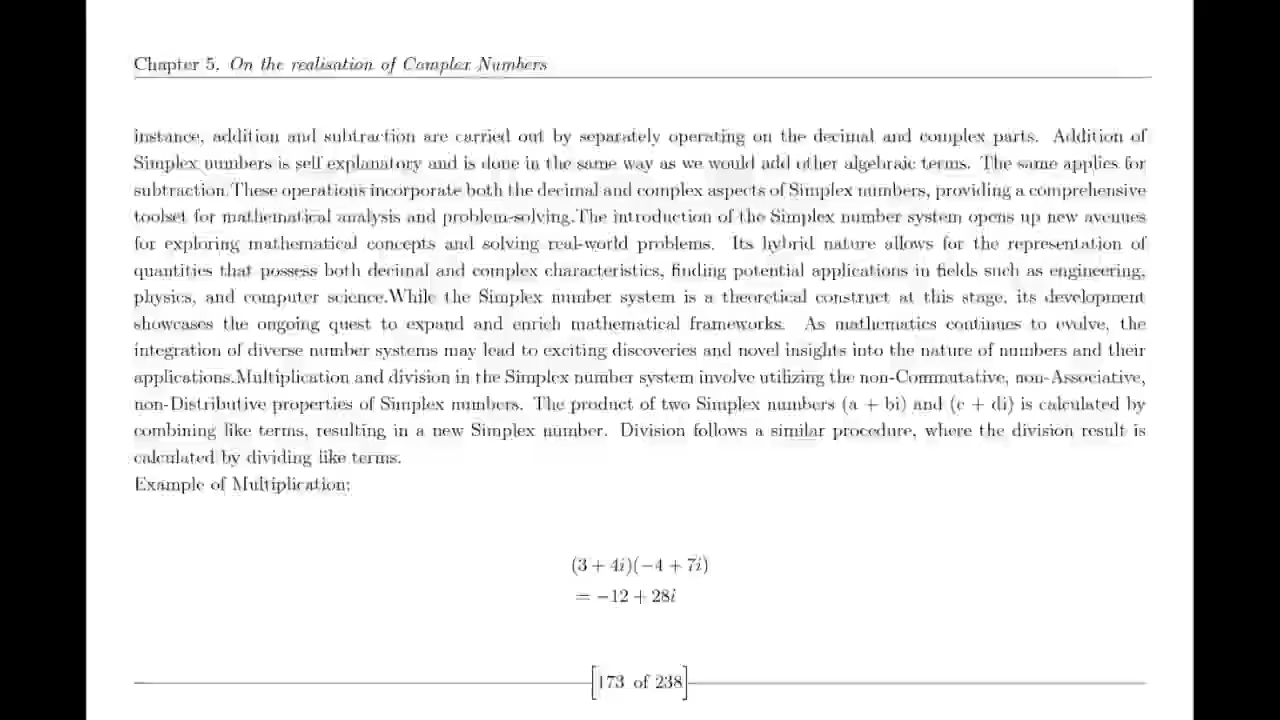 Chapter 5. On the realisation of Complex Numbers
instance, addition and subtraction are carried out by separately operating on the decimal and complex parts. Addition of
Simplex numbers is self explanatory and is done in the same way as we would add other algebraic terms. The same applies for
subtraction.These operations incorporate both the decimal and complex aspects of Simplex numbers, providing a comprehensive
toolset for mathematical analysis and problem-solving.The introduction of the Simplex number system opens up new avenues
for exploring mathematical concepts and solving real-world problems. Its hybrid nature allows for the representation of
quantities that possess both decimal and complex characteristics, finding potential applications in fields such as engineering,
physics, and computer science.While the Simplex number system is a theoretical construct at this stage, its development
showcases the ongoing quest to expand and enrich mathematical frameworks. As mathematics continues to evolve, the
integration of diverse number systems may lead to exciting discoveries and novel insights into the nature of numbers and their
applications.Multiplication and division in the Simplex number system involve utilizing the non-Commutative, non-Associative,
non-Distributive properties of Simplex numbers. The product of two Simplex numbers (a + bi) and (c + di) is calculated by
combining like terms, resulting in a new Simplex number. Division follows a similar procedure, where the division result is
calculated by dividing like terms.
Example of Multiplication:
(3 + 4i)(−4 + 7i)
= −12 + 28i
[173 of 238]